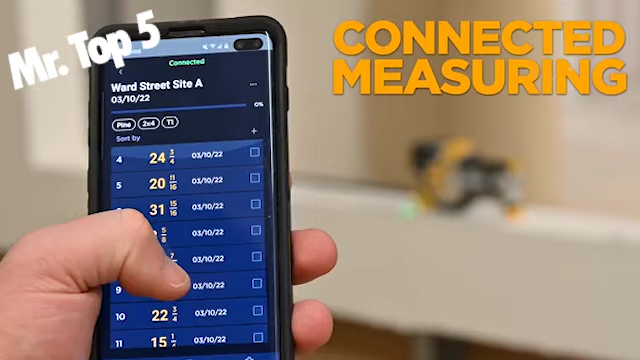 Mr. Top 5
CONNECTED
MEASURING
Connected
Ward Street Site A
03/10/22
0%
Pine 2x4 T1
Sort by +
4 24 3/4 03/10/22
5 20 11/16 03/10/22
31 15/16 03/10/22
5/8 03/10/22
03/10/22
9 03/10/22
10 22 3/4 03/10/22
11 15 03/10/22